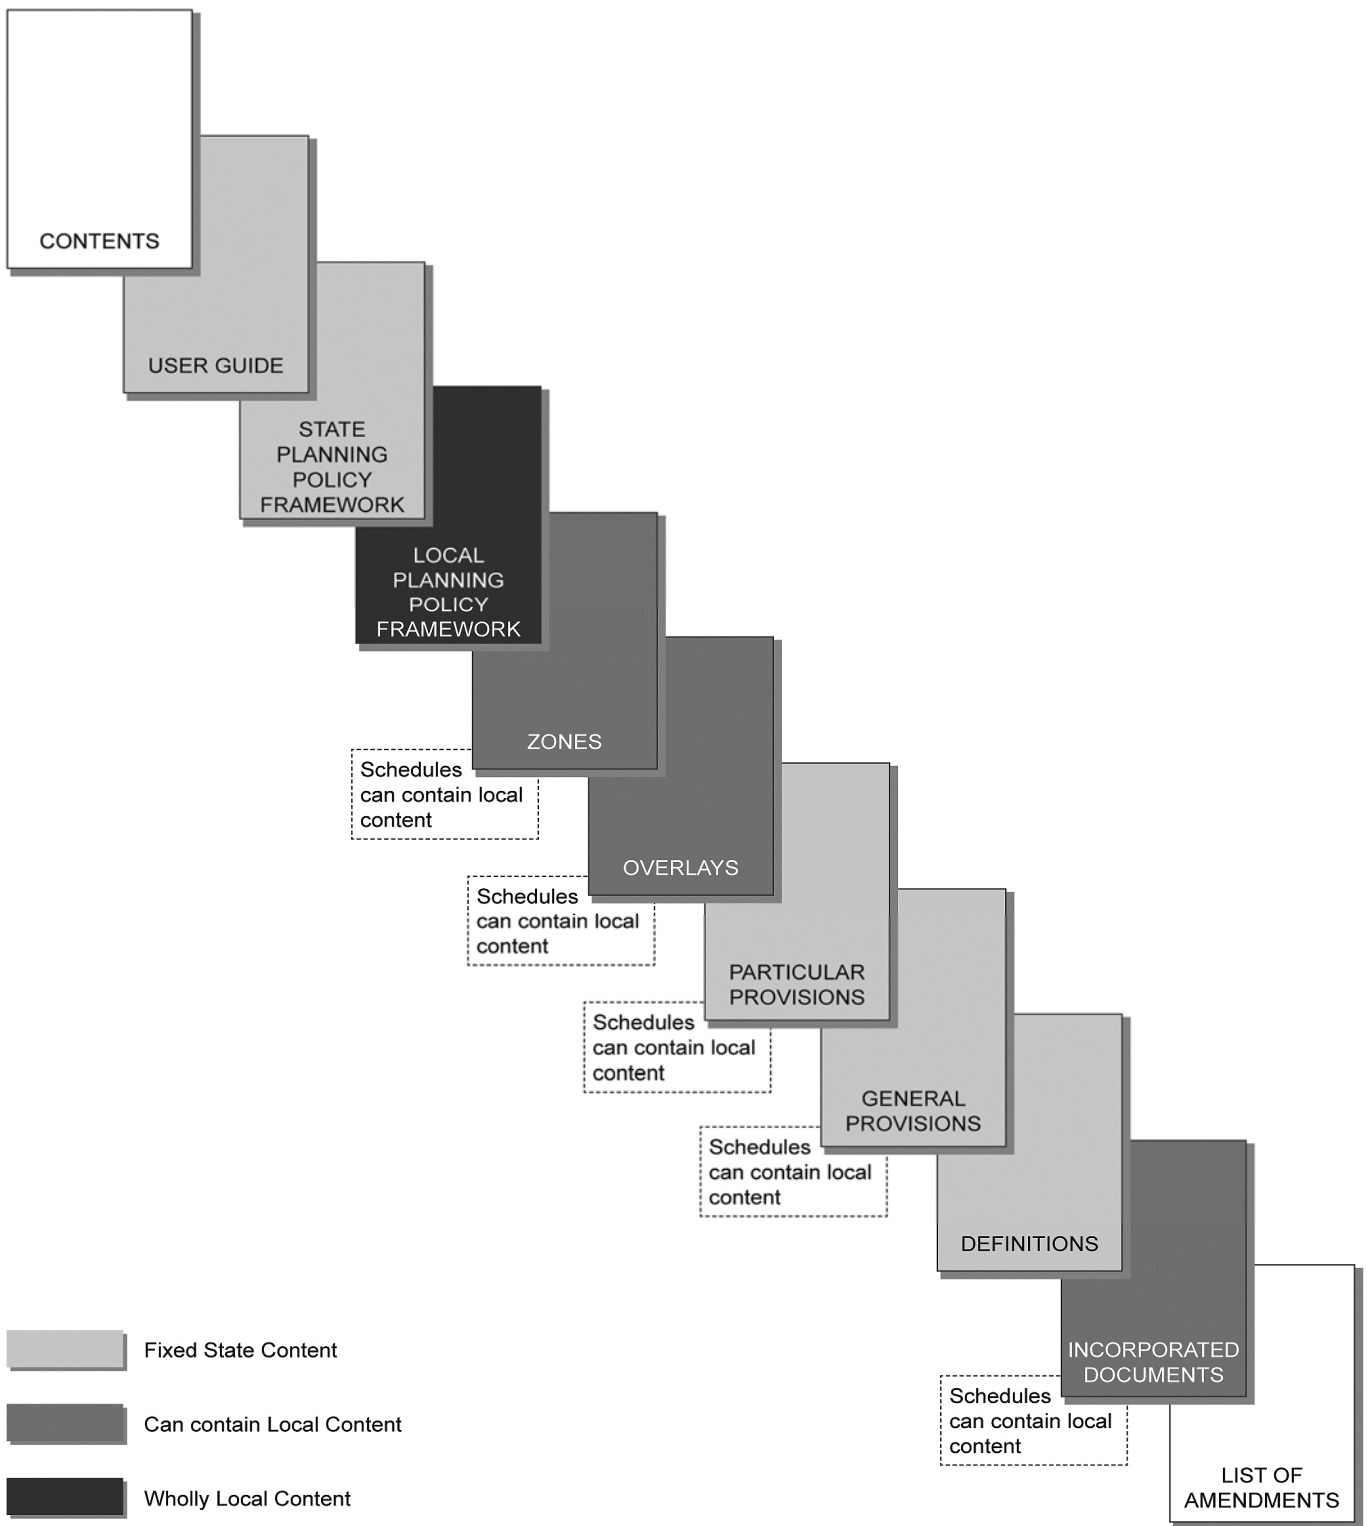 CONTENTS
USER GUIDE
STATE
PLANNING
POLICY
FRAMEWORK
LOCAL
PLANNING
POLICY
FRAMEWORK
ZONES
Schedules
can contain local
content
OVERLAYS
Schedules
can contain local
content
PARTICULAR
PROVISIONS
Schedules
can contain local
content
GENERAL
PROVISIONS
Schedules
can contain local
content
DEFINITIONS
INCORPORATED
DOCUMENTS
Schedules
can contain local
content
LIST OF
AMENDMENTS
Fixed State Content
Can contain Local Content
Wholly Local Content